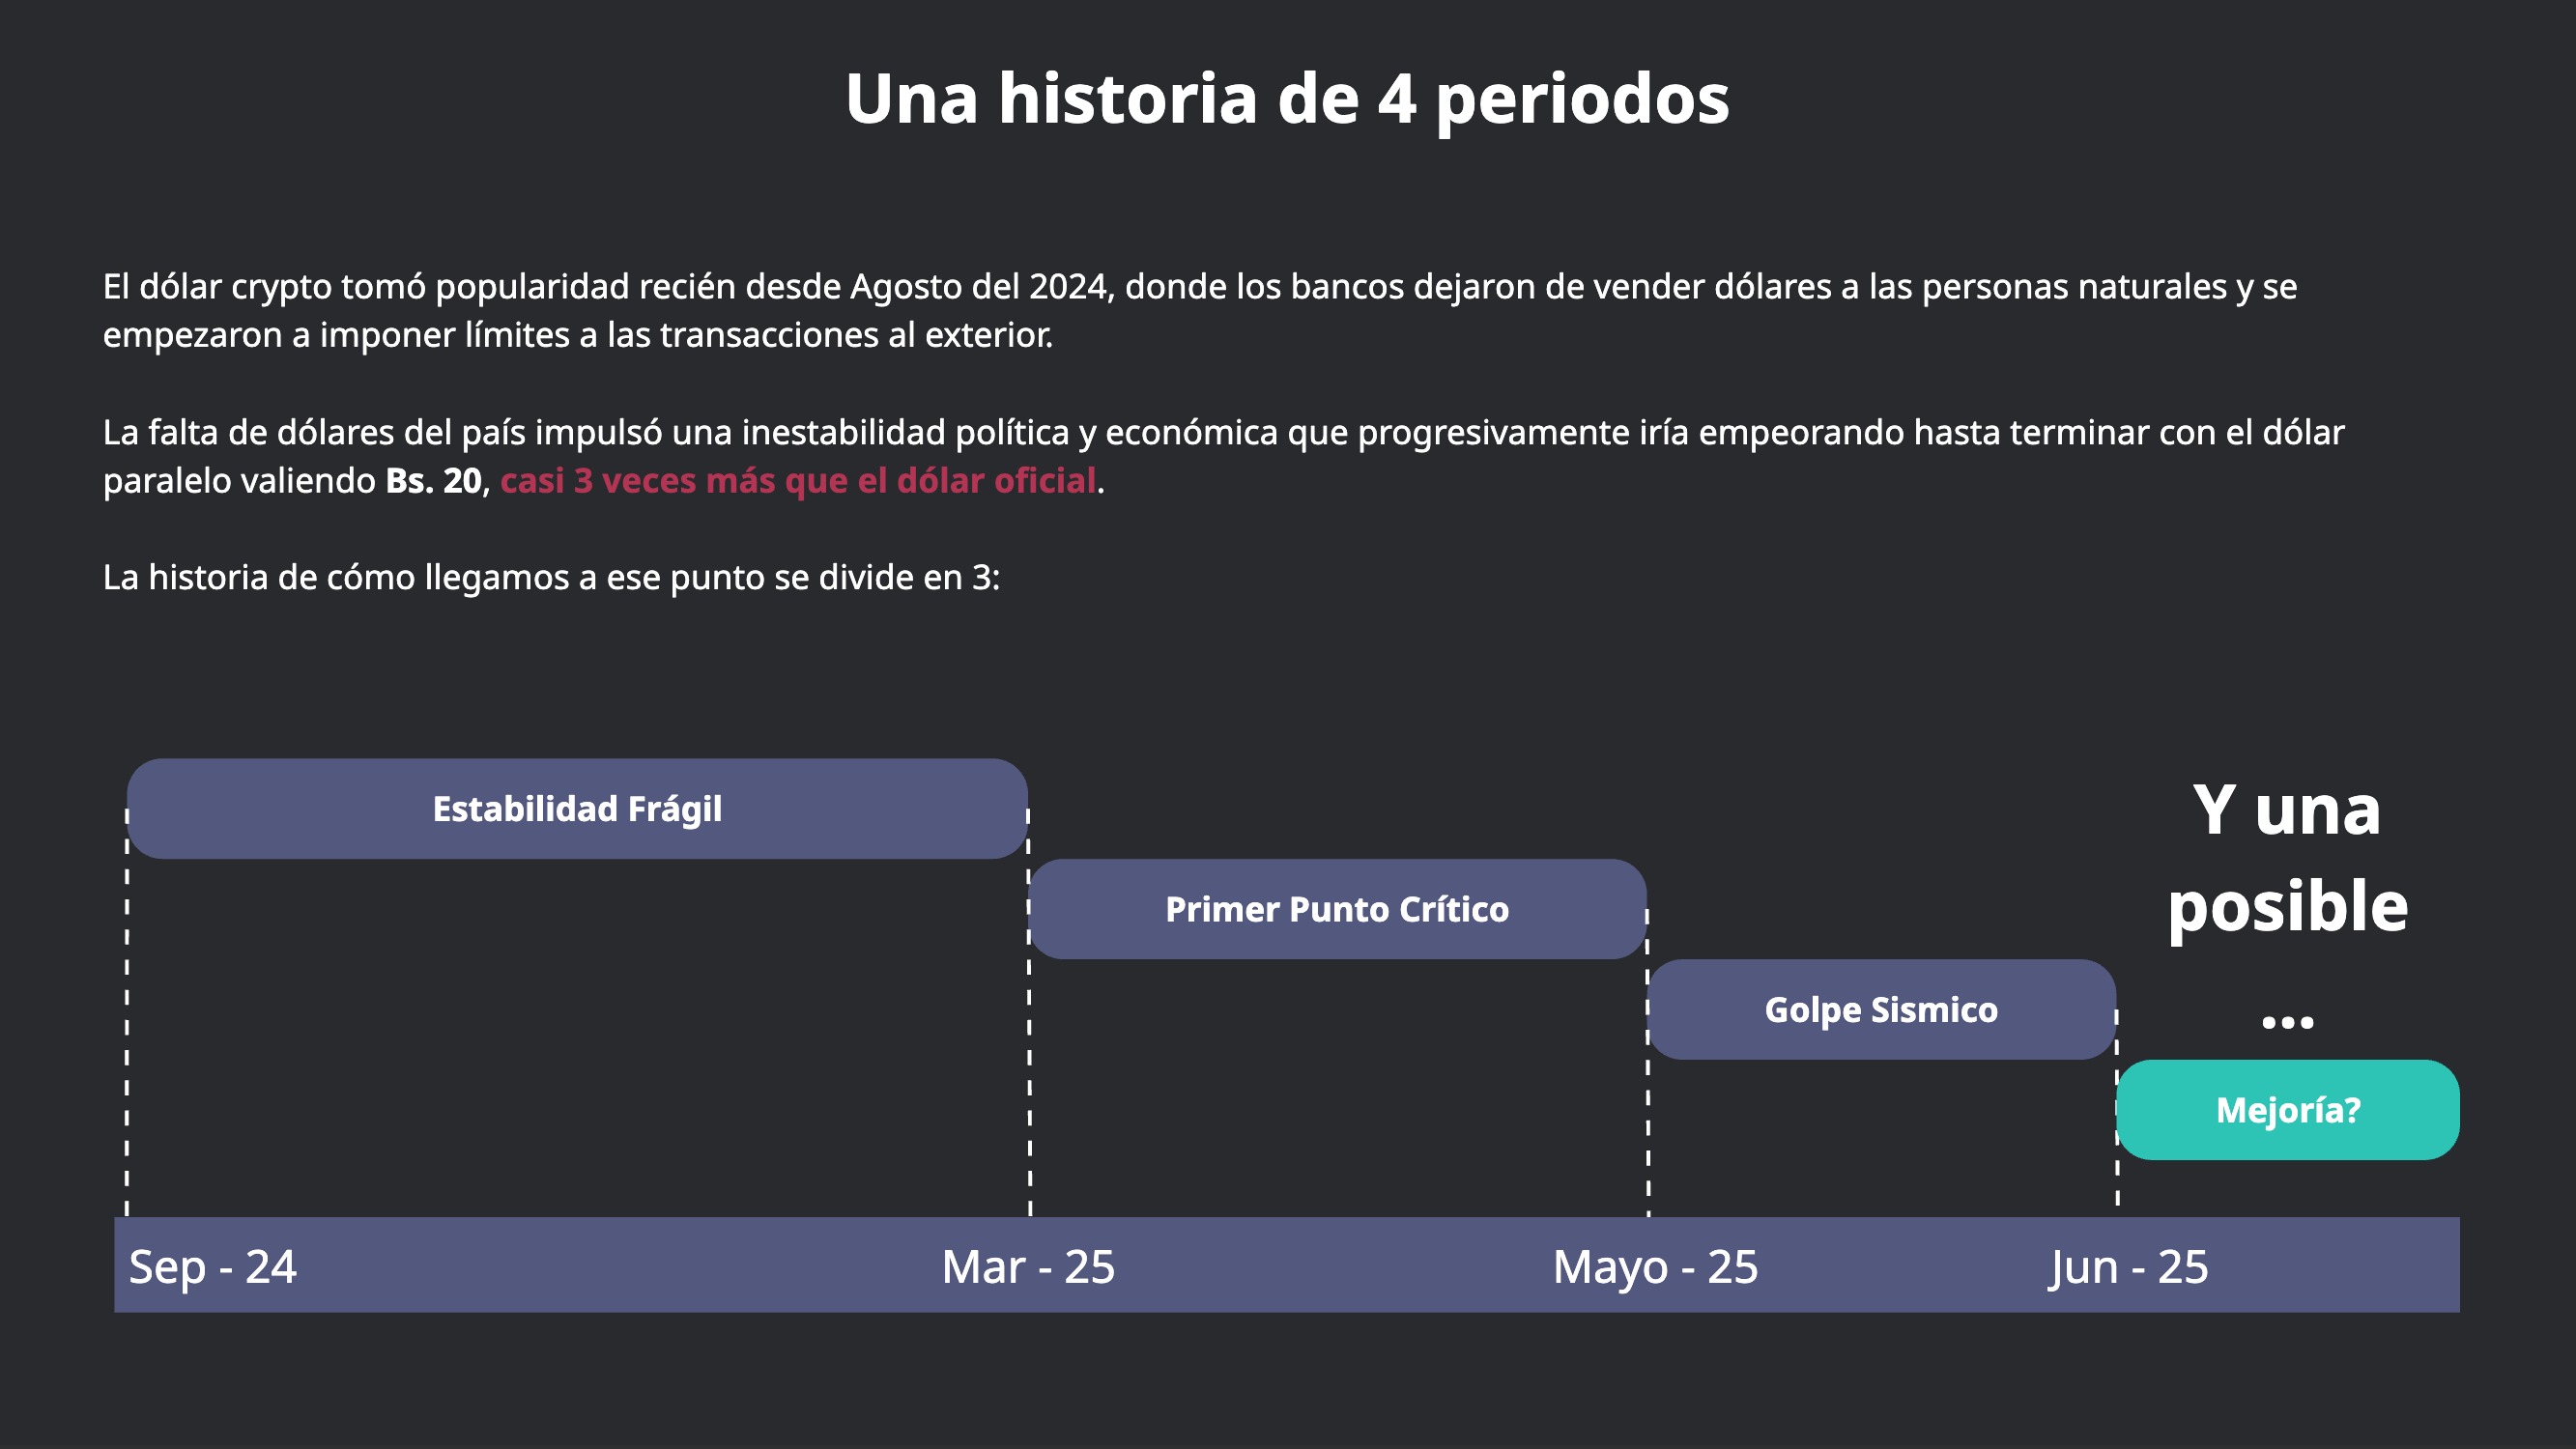 Una historia de 4 periodos
El dólar crypto tomó popularidad recién desde Agosto del 2024, donde los bancos dejaron de vender dólares a las personas naturales y se
empezaron a imponer límites a las transacciones al exterior.
La falta de dólares del país impulsó una inestabilidad política y económica que progresivamente iría empeorando hasta terminar con el dólar
paralelo valiendo Bs. 20, casi 3 veces más que el dólar oficial.
La historia de cómo llegamos a ese punto se divide en 3:
Estabilidad Frágil
Primer Punto Crítico
Golpe Sismico
Y una
posible
...
Mejoría?
Sep - 24
Mar - 25
Mayo - 25
Jun - 25